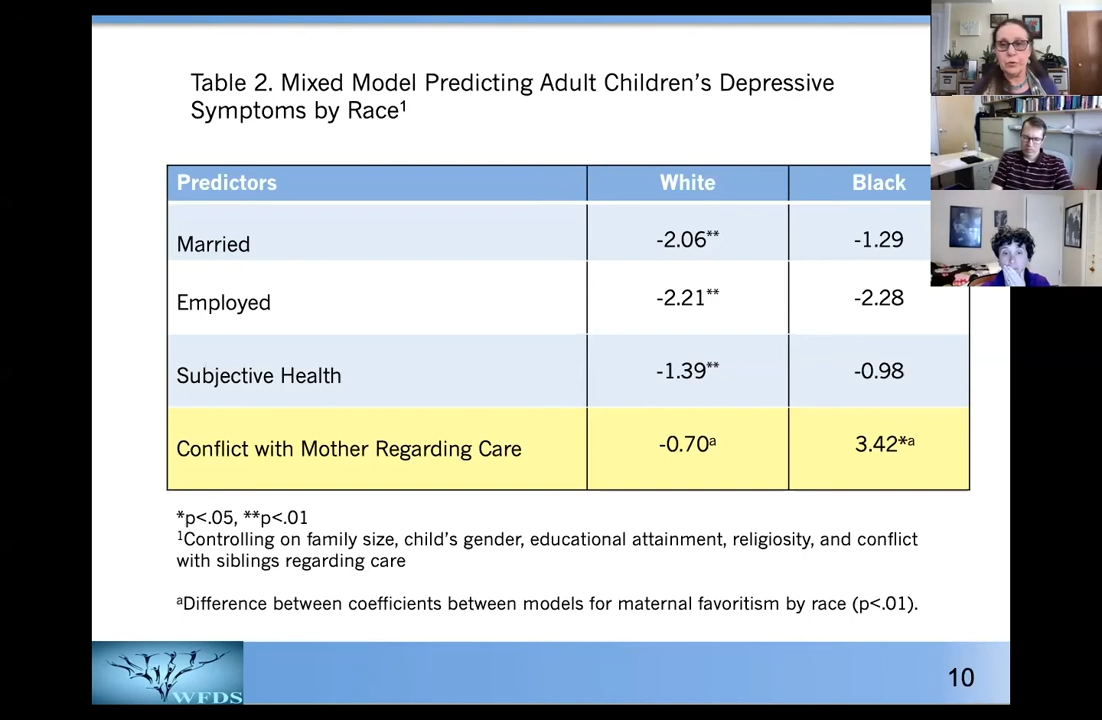 Table 2. Mixed Model Predicting Adult Children's Depressive
Symptoms by Race¹
Predictors White Black
Married -2.06** -1.29
Employed -2.21** -2.28
Subjective Health -1.39** -0.98
Conflict with Mother Regarding Care -0.70ᵃ 3.42*ᵃ
*p<.05, **p<.01
¹Controlling on family size, child's gender, educational attainment, religiosity, and conflict
with siblings regarding care
ᵃDifference between coefficients between models for maternal favoritism by race (p<.01).
WFDS
10